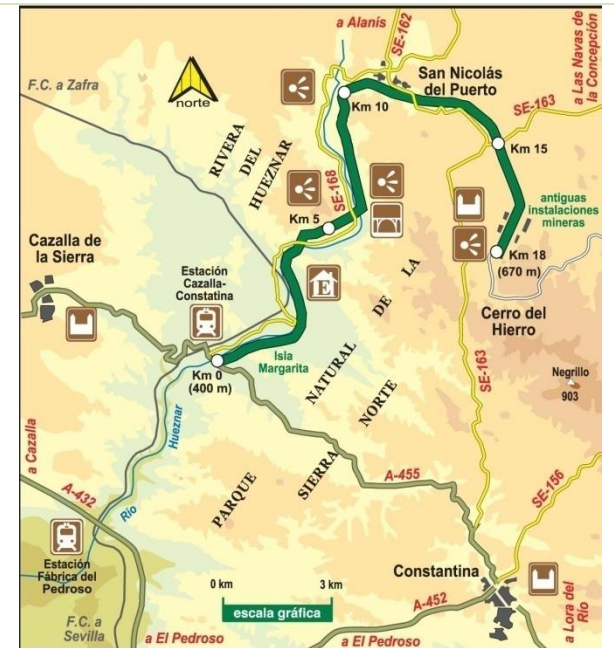 a Alanís
SE-162
a Las Navas de
la Concepción
F.C. a Zafra
norte
San Nicolás
del Puerto
Km 10
SE-163
RIVERA
DEL
HUEZNAR
Km 15
SE-168
Km 5
antiguas
instalaciones
mineras
Cazalla de
la Sierra
Estación
Cazalla-
Constatina
E
Km 18
(670 m)
Cerro del
Hierro
Km 0
(400 m)
Isla
Margarita
PARQUE
NATURAL
DE LA
SIERRA
NORTE
SE-163
Negrillo
903
Hueznar
Río
a Cazalla
A-432
A-455
SE-156
Estación
Fábrica del
Pedroso
0 km
3 km
escala gráfica
Constantina
A-452
a Lora del
Río
F.C. a
Sevilla
a El Pedroso
a El Pedroso